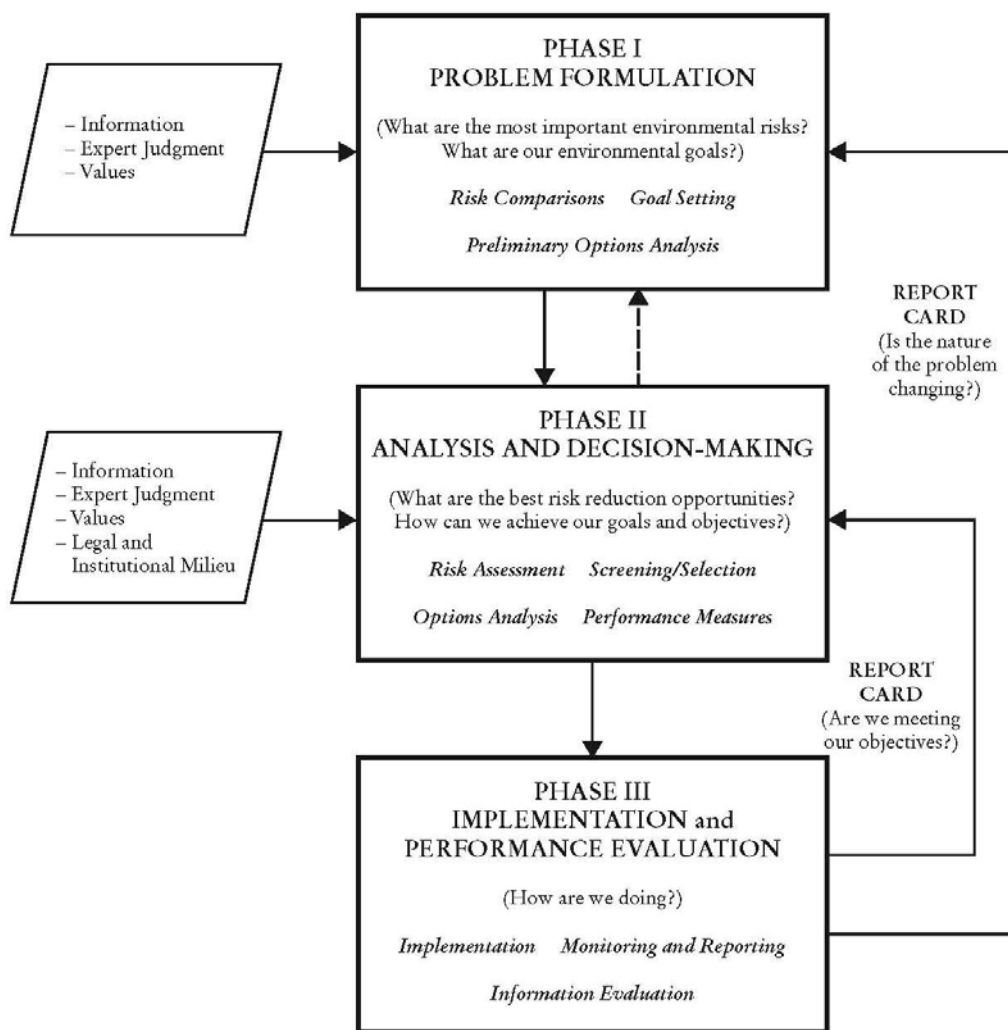 PHASE I
PROBLEM FORMULATION
(What are the most important environmental risks?
What are our environmental goals?)
Risk Comparisons Goal Setting
Preliminary Options Analysis
– Information
– Expert Judgment
– Values
REPORT
CARD
(Is the nature
of the problem
changing?)
PHASE II
ANALYSIS AND DECISION-MAKING
(What are the best risk reduction opportunities?
How can we achieve our goals and objectives?)
Risk Assessment Screening/Selection
Options Analysis Performance Measures
– Information
– Expert Judgment
– Values
– Legal and
Institutional Milieu
REPORT
CARD
(Are we meeting
our objectives?)
PHASE III
IMPLEMENTATION and
PERFORMANCE EVALUATION
(How are we doing?)
Implementation Monitoring and Reporting
Information Evaluation